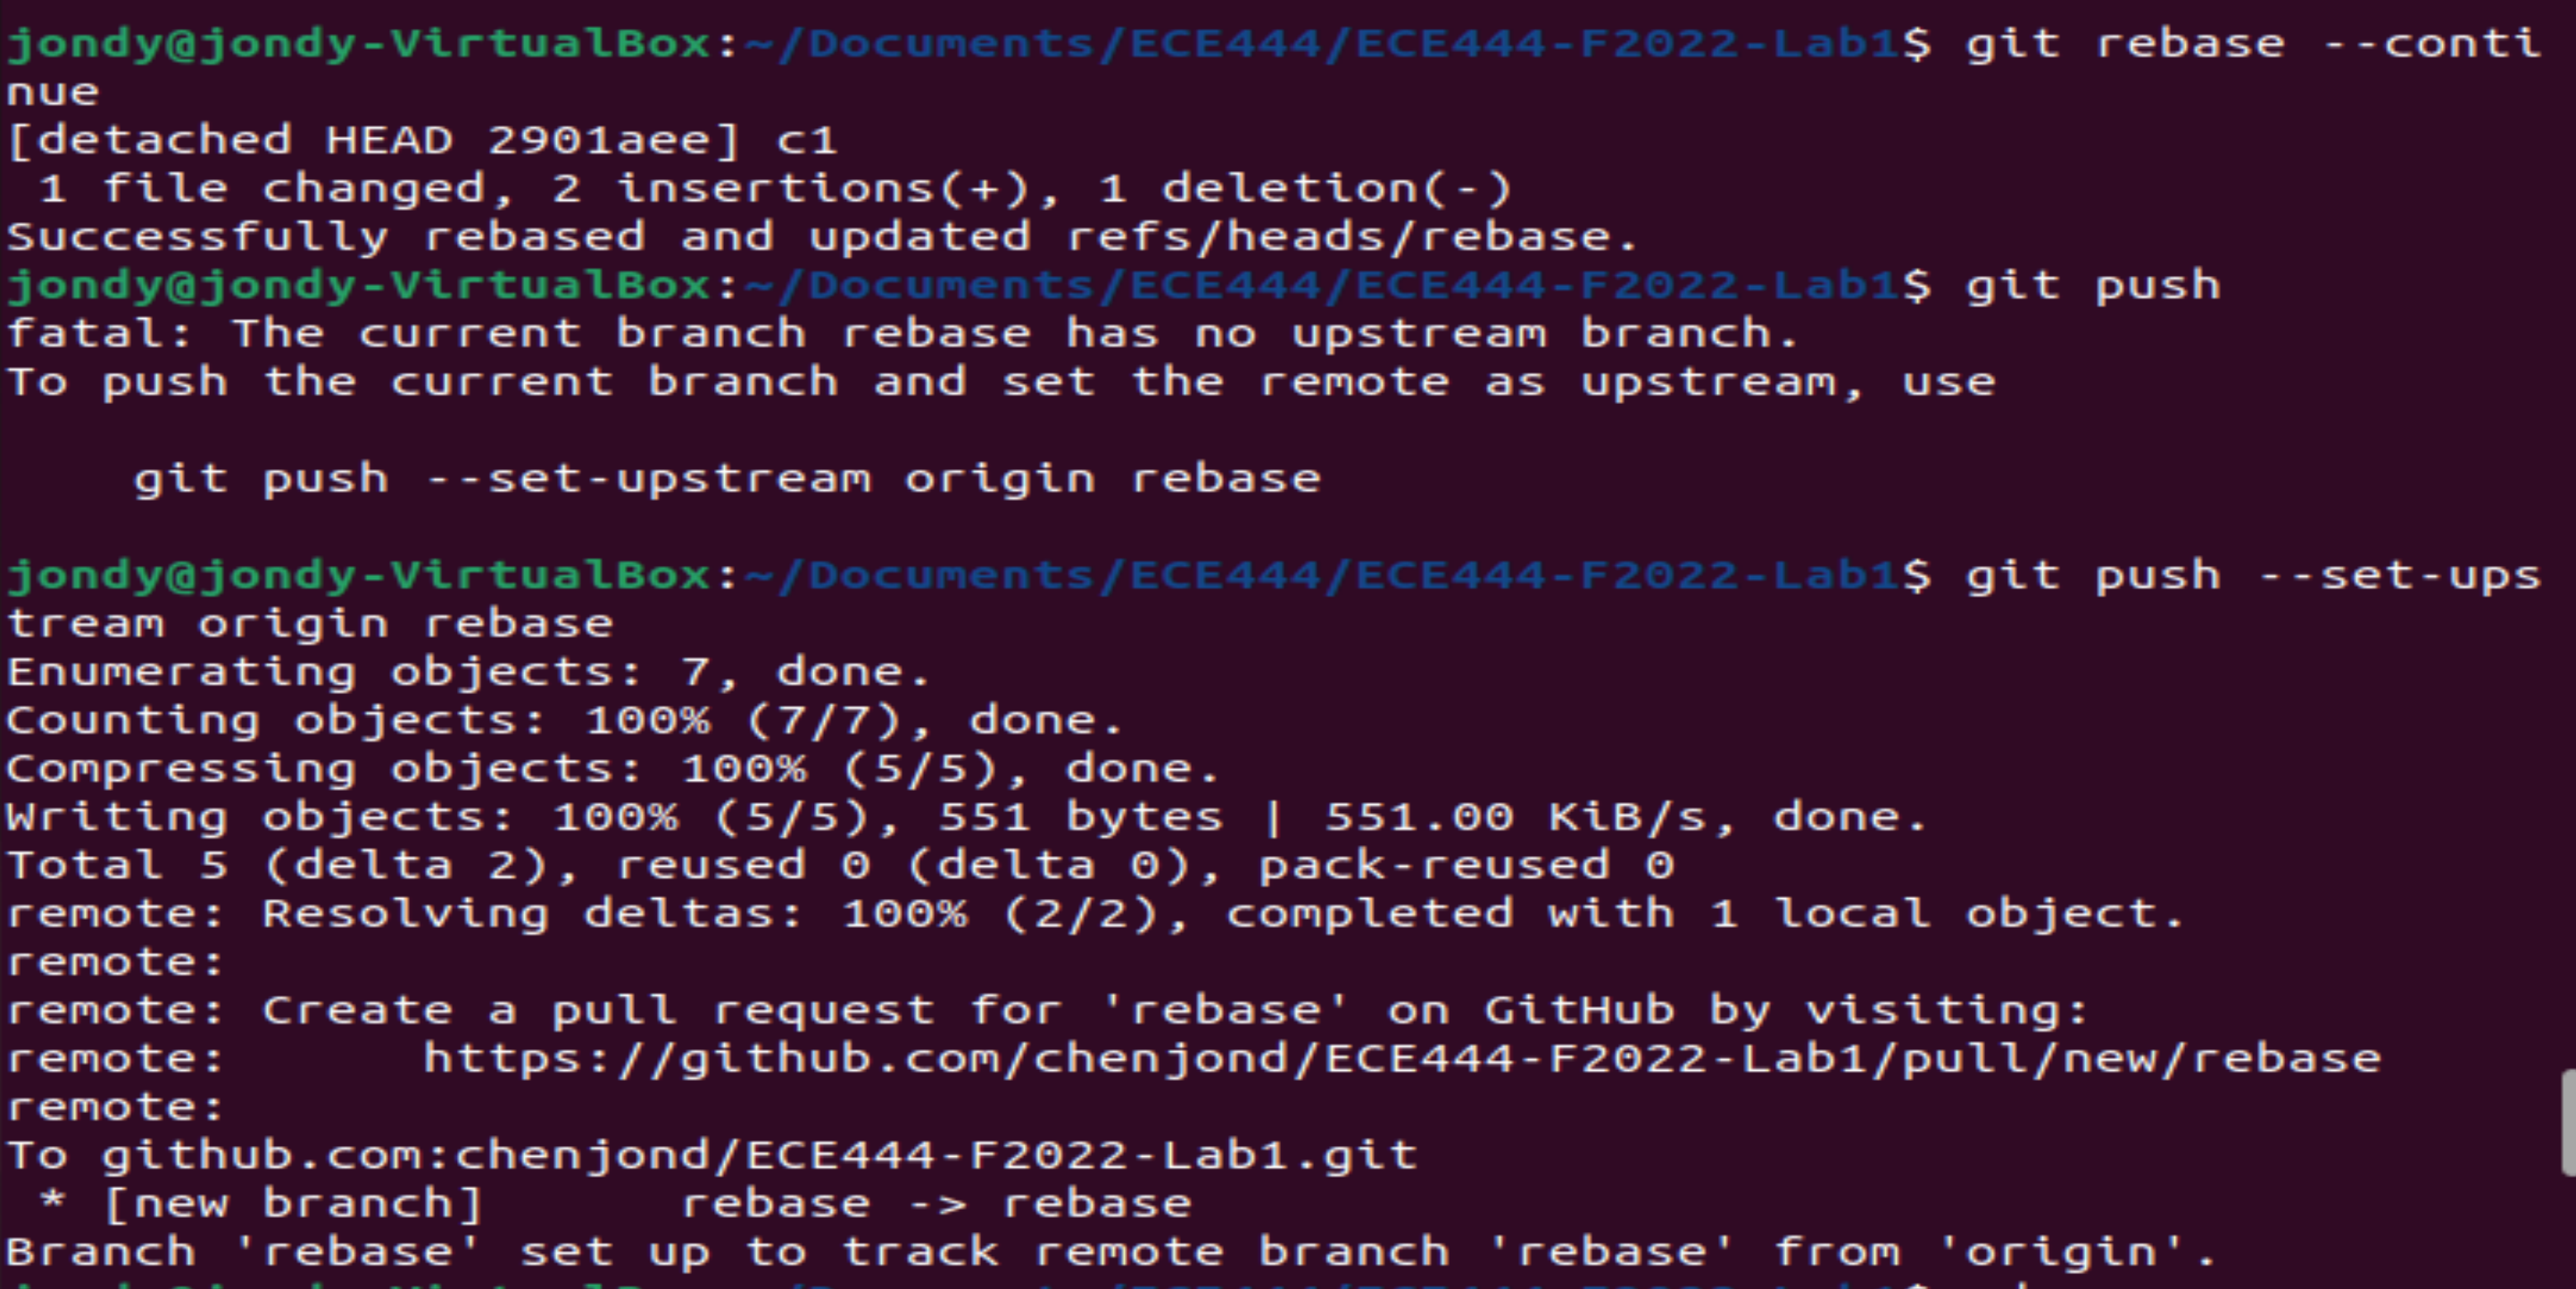 jondy@jondy-VirtualBox:~/Documents/ECE444/ECE444-F2022-Lab1$ git rebase --conti
nue
[detached HEAD 2901aee] c1
 1 file changed, 2 insertions(+), 1 deletion(-)
Successfully rebased and updated refs/heads/rebase.
jondy@jondy-VirtualBox:~/Documents/ECE444/ECE444-F2022-Lab1$ git push
fatal: The current branch rebase has no upstream branch.
To push the current branch and set the remote as upstream, use

    git push --set-upstream origin rebase

jondy@jondy-VirtualBox:~/Documents/ECE444/ECE444-F2022-Lab1$ git push --set-ups
tream origin rebase
Enumerating objects: 7, done.
Counting objects: 100% (7/7), done.
Compressing objects: 100% (5/5), done.
Writing objects: 100% (5/5), 551 bytes | 551.00 KiB/s, done.
Total 5 (delta 2), reused 0 (delta 0), pack-reused 0
remote: Resolving deltas: 100% (2/2), completed with 1 local object.
remote:
remote: Create a pull request for 'rebase' on GitHub by visiting:
remote:      https://github.com/chenjond/ECE444-F2022-Lab1/pull/new/rebase
remote:
To github.com:chenjond/ECE444-F2022-Lab1.git
 * [new branch]      rebase -> rebase
Branch 'rebase' set up to track remote branch 'rebase' from 'origin'.